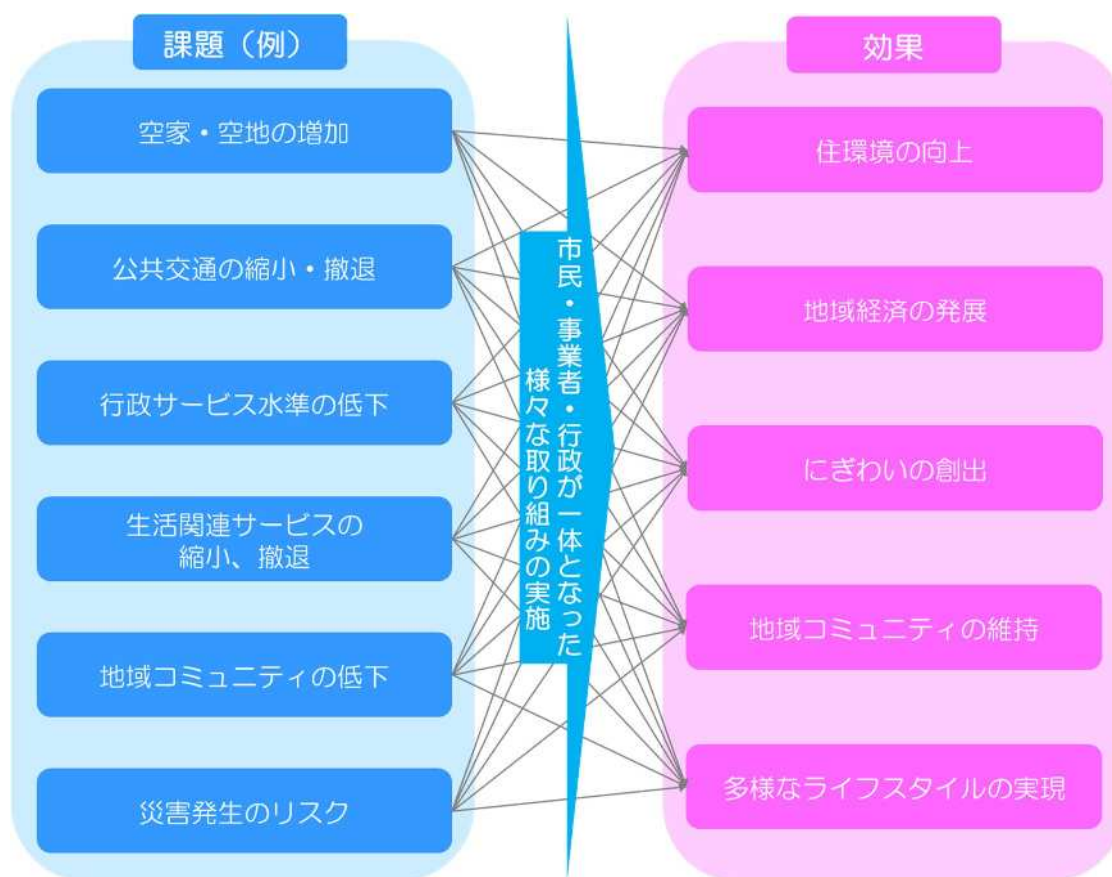 課題（例）
空家・空地の増加
公共交通の縮小・撤退
行政サービス水準の低下
生活関連サービスの
縮小、撤退
地域コミュニティの低下
災害発生のリスク
市民・事業者・行政が一体となった
様々な取り組みの実施
効果
住環境の向上
地域経済の発展
にぎわいの創出
地域コミュニティの維持
多様なライフスタイルの実現